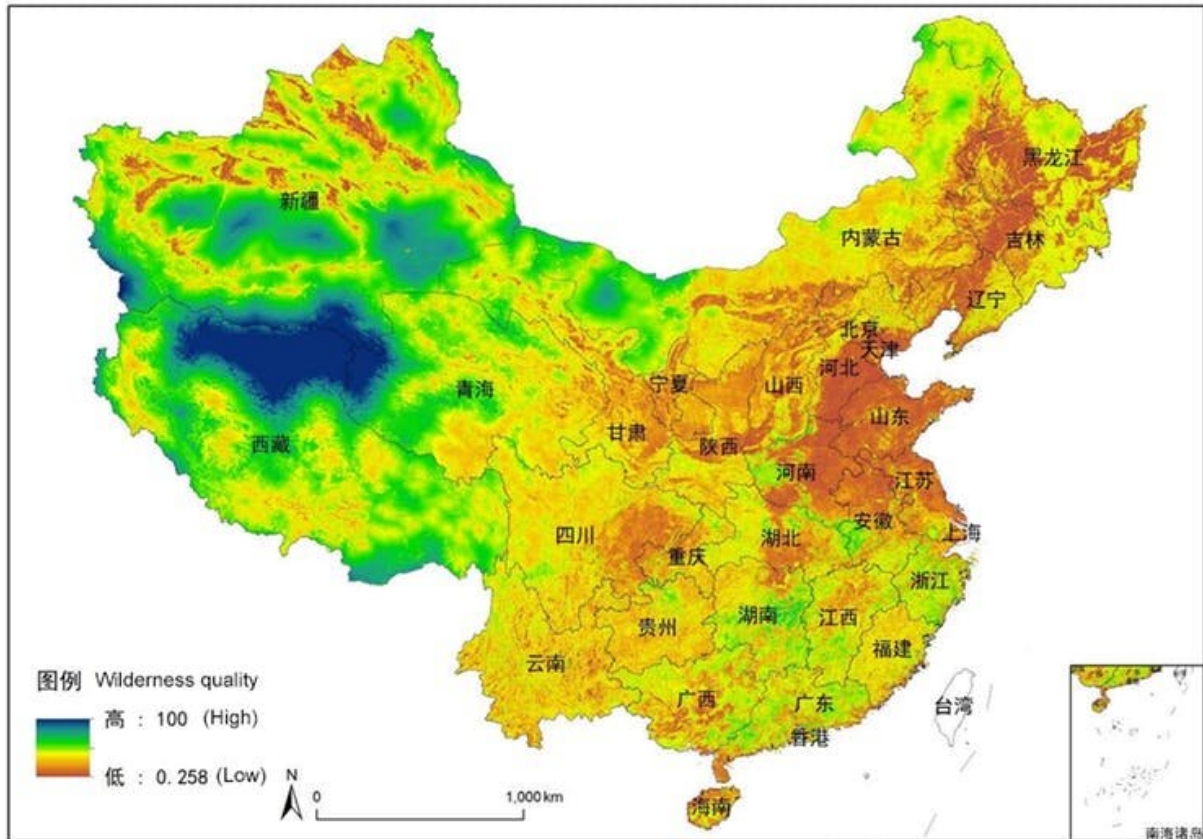 黑龙江
新疆
内蒙古
吉林
辽宁
北京
天津
河北
宁夏
山西
青海
山东
甘肃
西藏
陕西
河南
江苏
安徽
四川
湖北
上海
重庆
浙江
湖南
江西
贵州
福建
云南
广西
广东
台湾
香港
海南
图例 Wilderness quality
高 : 100 (High)
低 : 0.258 (Low)
N
0 1,000 km
南海诸岛